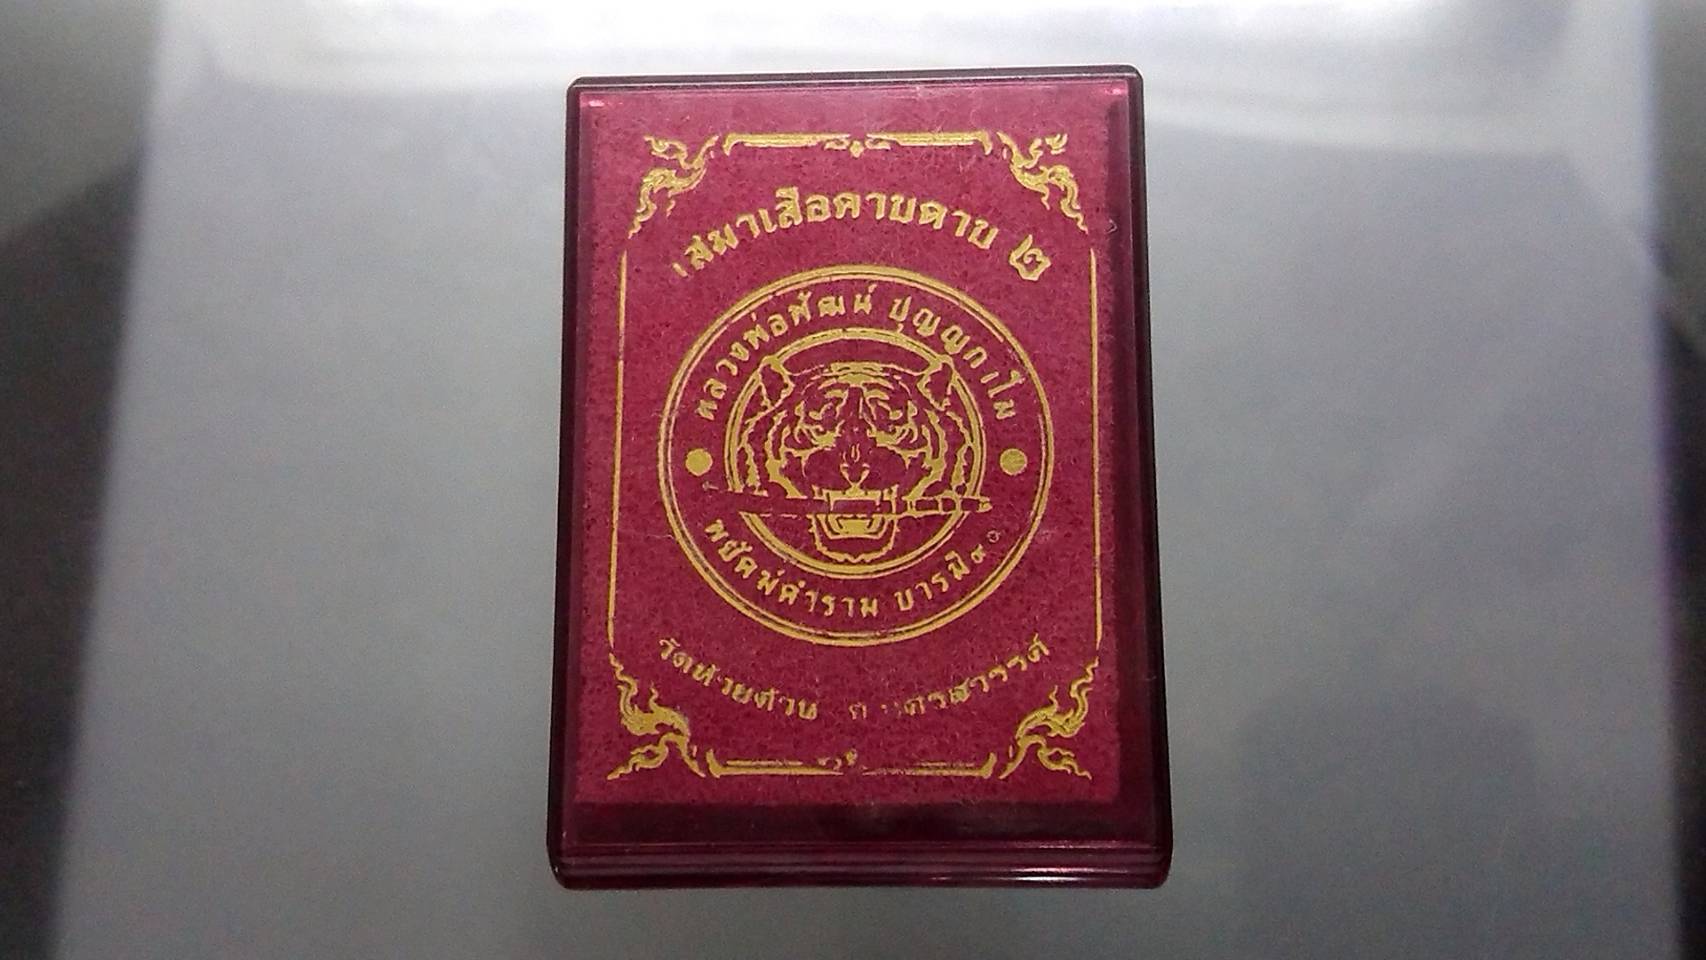 เสมาเสือคาบดาบ ๒
หลวงพ่อพัฒน์ ปุญญกาโม
พยัคฆ์คำราม บารมี๙๐
วัดห้วยด้วน จ.นครสวรรค์